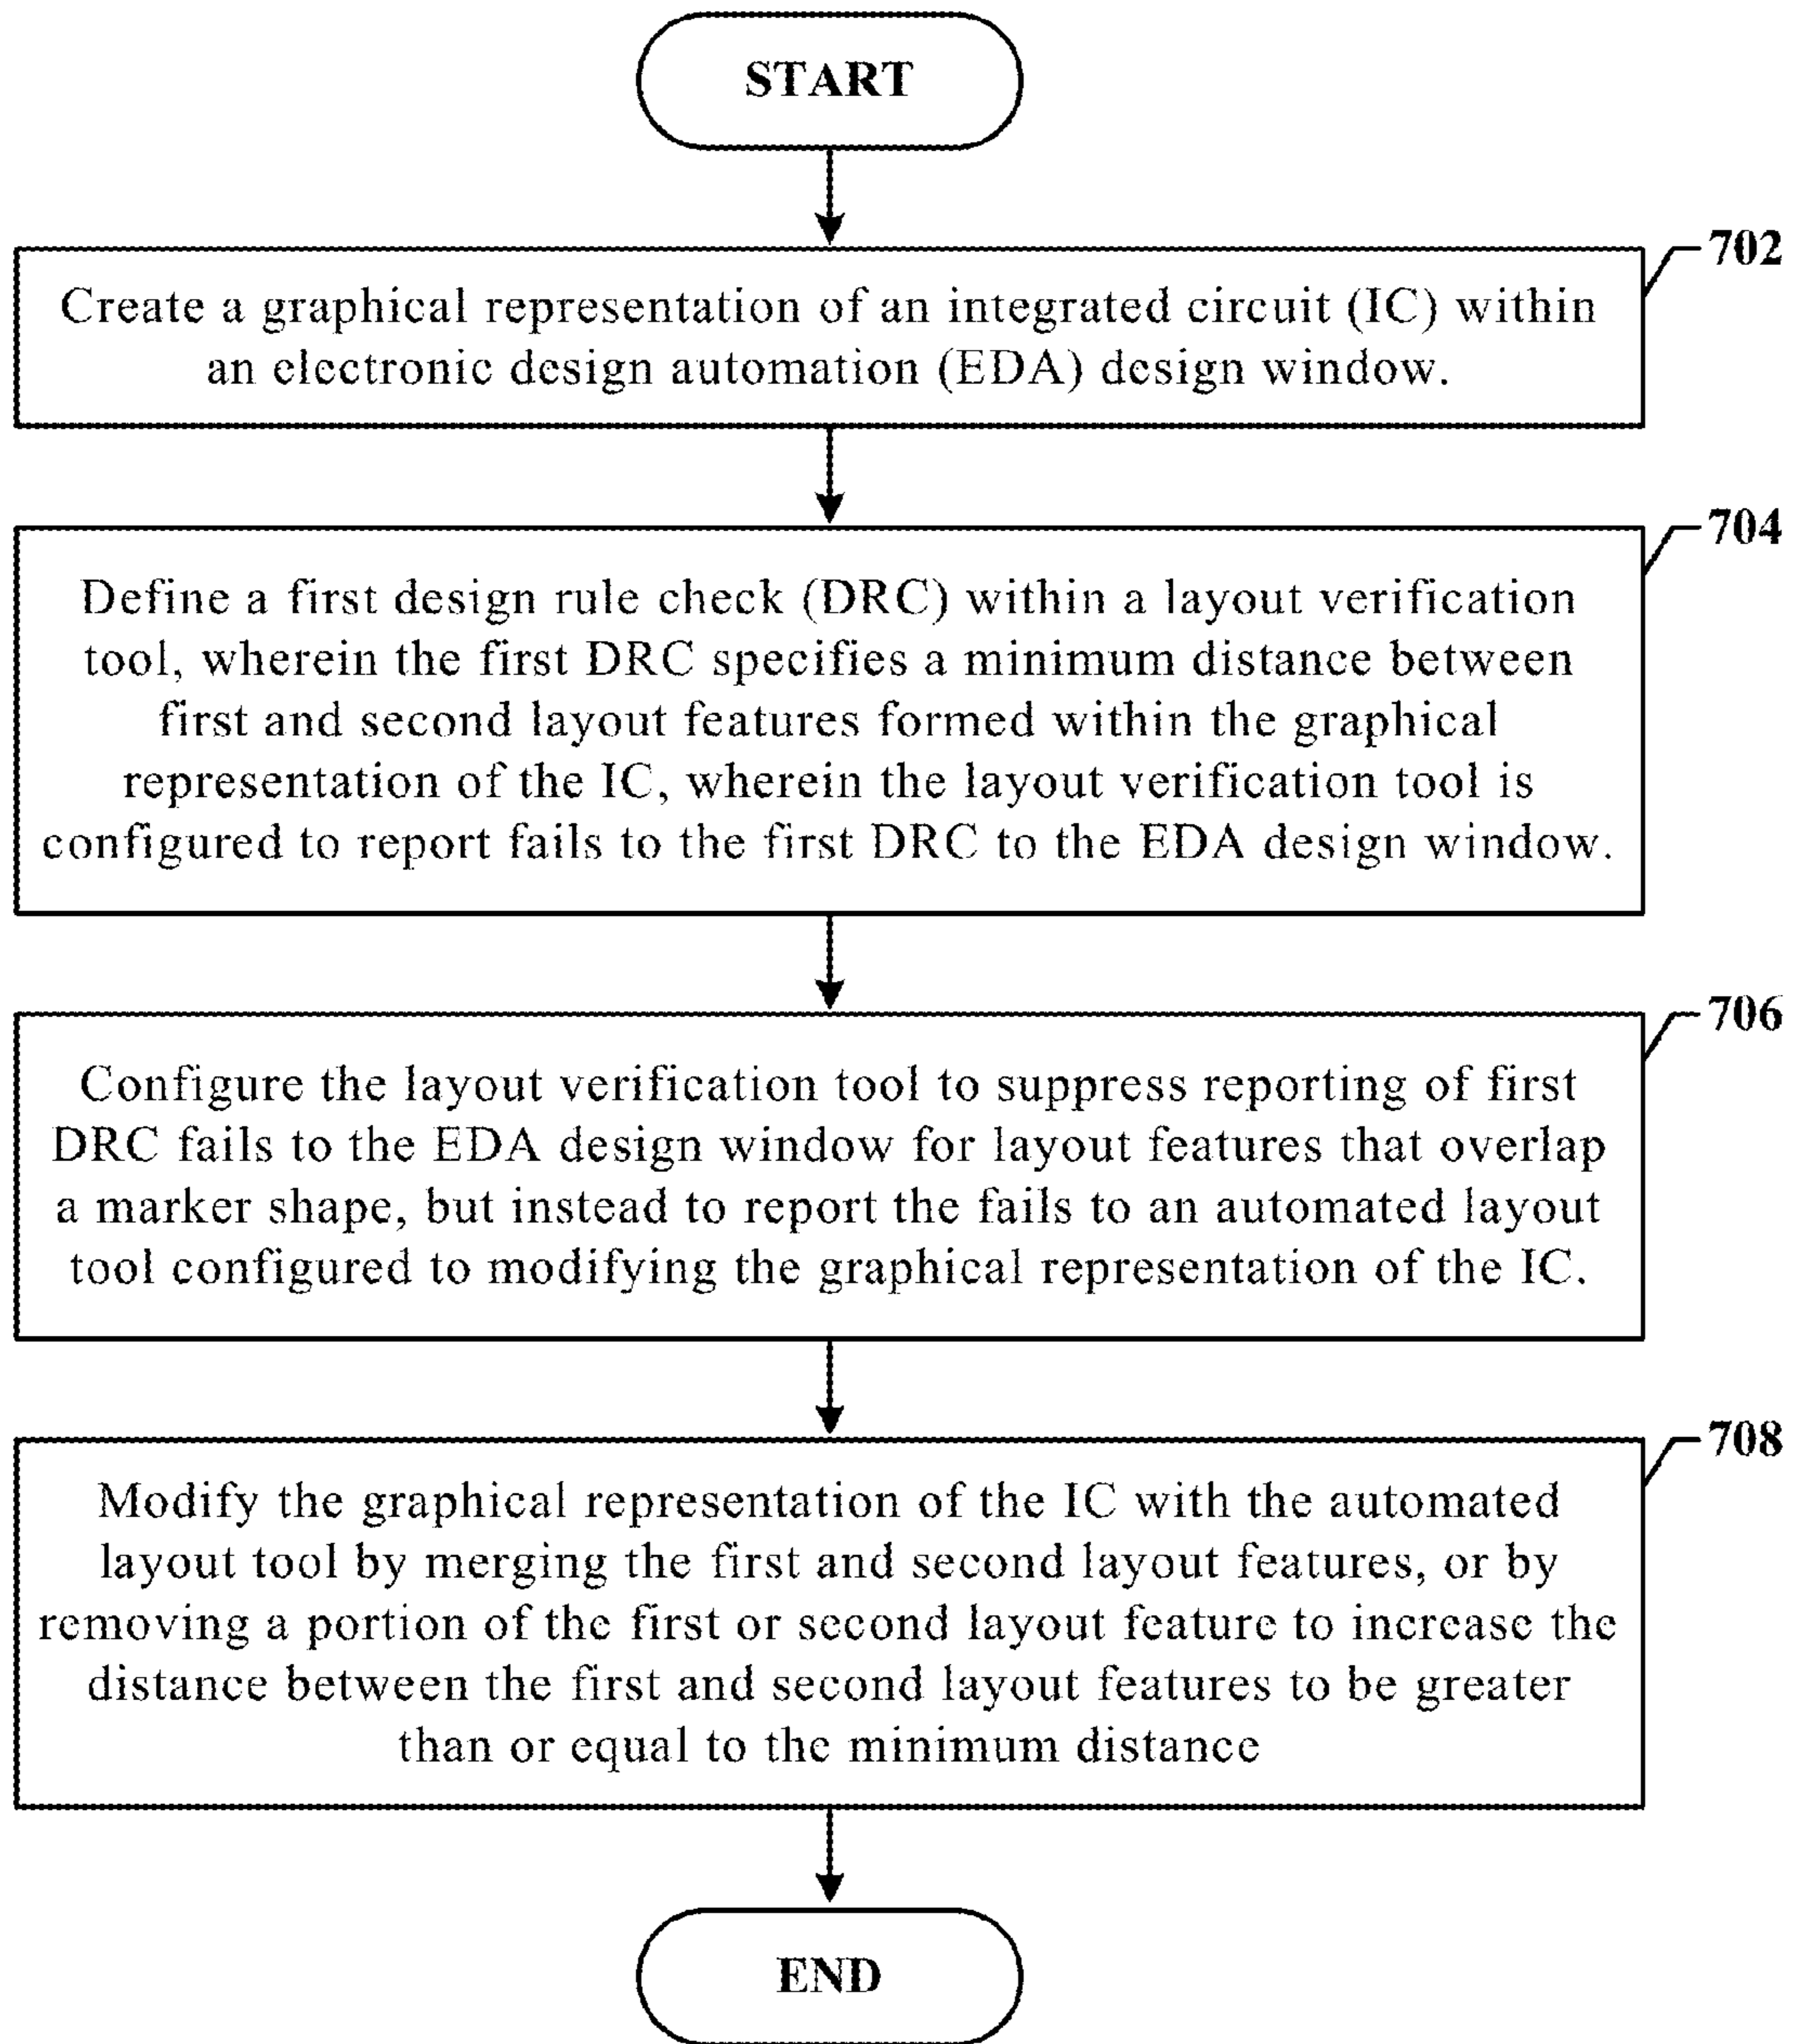 START
702
Create a graphical representation of an integrated circuit (IC) within
an electronic design automation (EDA) design window.
704
Define a first design rule check (DRC) within a layout verification
tool, wherein the first DRC specifies a minimum distance between
first and second layout features formed within the graphical
representation of the IC, wherein the layout verification tool is
configured to report fails to the first DRC to the EDA design window.
706
Configure the layout verification tool to suppress reporting of first
DRC fails to the EDA design window for layout features that overlap
a marker shape, but instead to report the fails to an automated layout
tool configured to modifying the graphical representation of the IC.
708
Modify the graphical representation of the IC with the automated
layout tool by merging the first and second layout features, or by
removing a portion of the first or second layout feature to increase the
distance between the first and second layout features to be greater
than or equal to the minimum distance
END